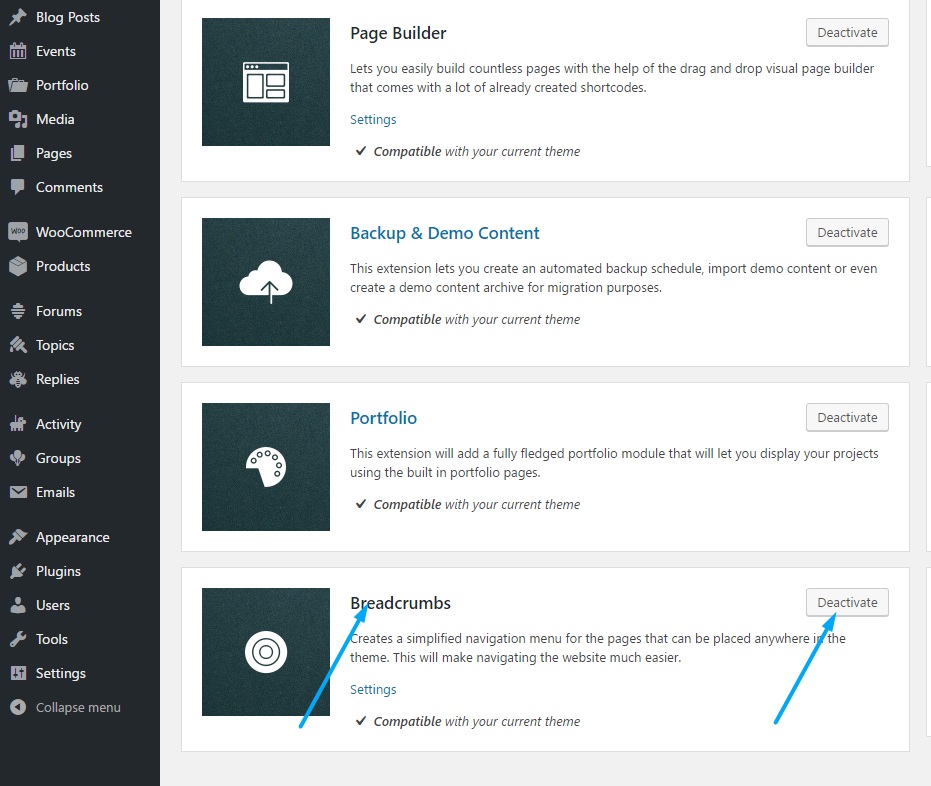 Blog Posts
Events
Portfolio
Media
Pages
Comments
WOO WooCommerce
Products
Forums
Topics
Replies
Activity
Groups
Emails
Appearance
Plugins
Users
Tools
Settings
Collapse menu
Page Builder
Deactivate
Lets you easily build countless pages with the help of the drag and drop visual page builder
that comes with a lot of already created shortcodes.
Settings
Compatible with your current theme
Backup & Demo Content
Deactivate
This extension lets you create an automated backup schedule, import demo content or even
create a demo content archive for migration purposes.
Compatible with your current theme
Portfolio
Deactivate
This extension will add a fully fledged portfolio module that will let you display your projects
using the built in portfolio pages.
Compatible with your current theme
Breadcrumbs
Deactivate
Creates a simplified navigation menu for the pages that can be placed anywhere in the
theme. This will make navigating the website much easier.
Settings
Compatible with your current theme